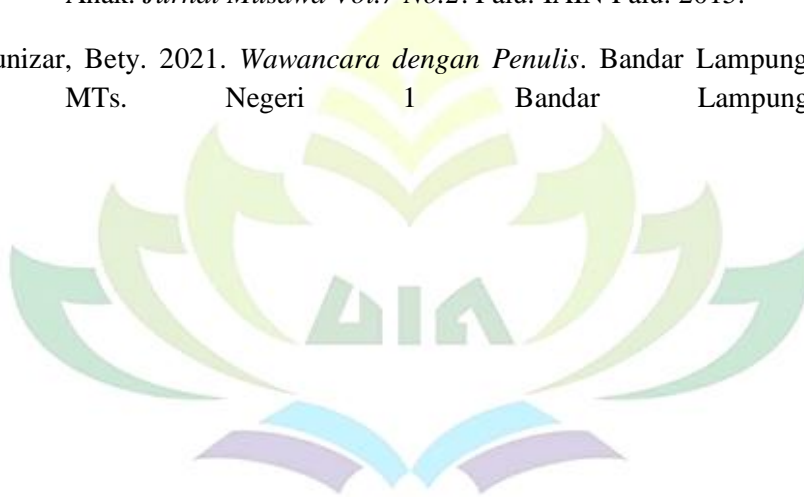 Anak. Jurnal Musawa Vol.7 No.2. Palu: IAIN Palu. 2015.
unizar, Bety. 2021. Wawancara dengan Penulis. Bandar Lampung
MTs. Negeri 1 Bandar Lampung
UIN